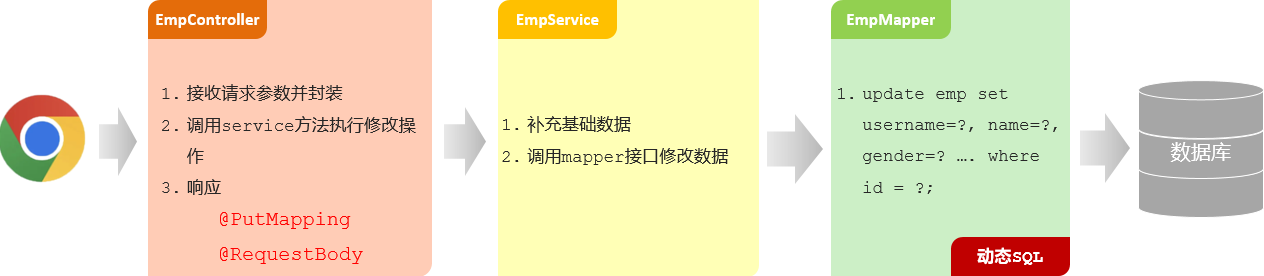 EmpController
1. 接收请求参数并封装
2. 调用service方法执行修改操
作
3. 响应
@PutMapping
@RequestBody
EmpService
1. 补充基础数据
2. 调用mapper接口修改数据
EmpMapper
1. update emp set
username=?, name=?,
gender=? …. where
id = ?;
动态SQL
数据库